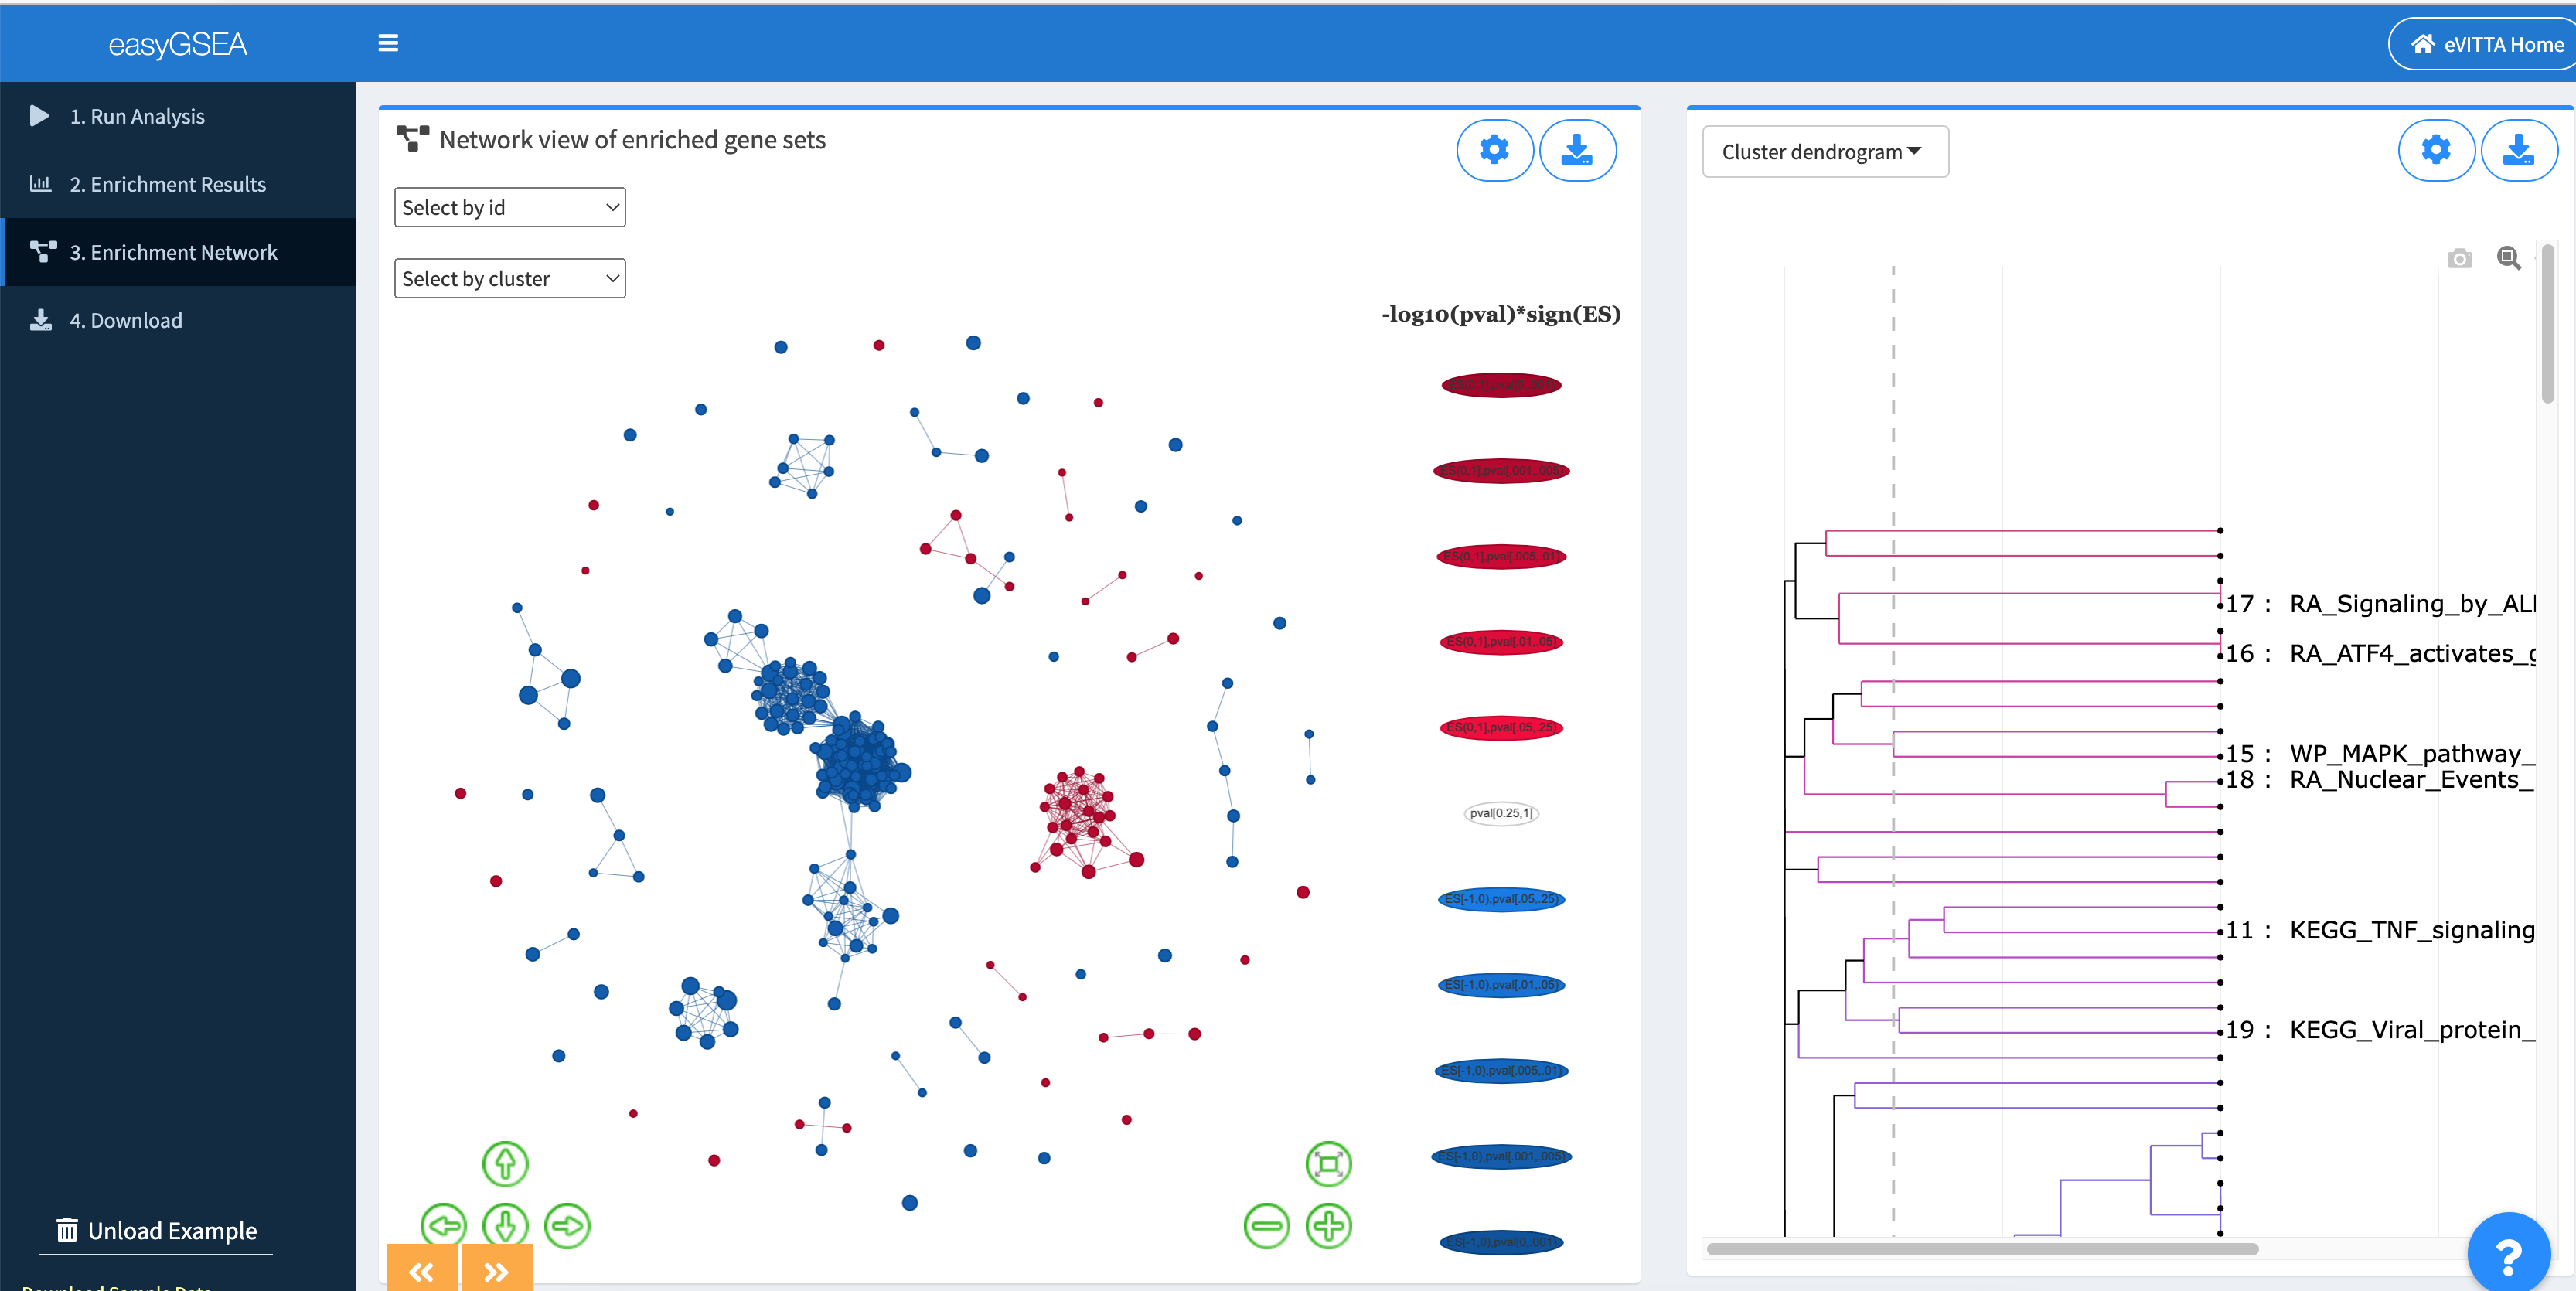 easyGSEA
eVITTA Home
1. Run Analysis
2. Enrichment Results
3. Enrichment Network
4. Download
Unload Example
Network view of enriched gene sets
Select by id
Select by cluster
-log10(pval)*sign(ES)
ES(0,1],pval[0,.001)
ES(0,1],pval[.001,.005)
ES(0,1],pval[.005,.01)
ES(0,1],pval[.01,.05)
ES(0,1],pval[.05,.25)
pval[0.25,1]
ES[-1,0),pval[.05,.25)
ES[-1,0),pval[.01,.05)
ES[-1,0),pval[.005,.01)
ES[-1,0),pval[.001,.005)
ES[-1,0),pval[0,.001)
Cluster dendrogram
17 : RA_Signaling_by_AL
16 : RA_ATF4_activates_g
15 : WP_MAPK_pathway_
18 : RA_Nuclear_Events_
11 : KEGG_TNF_signaling
19 : KEGG_Viral_protein_
?